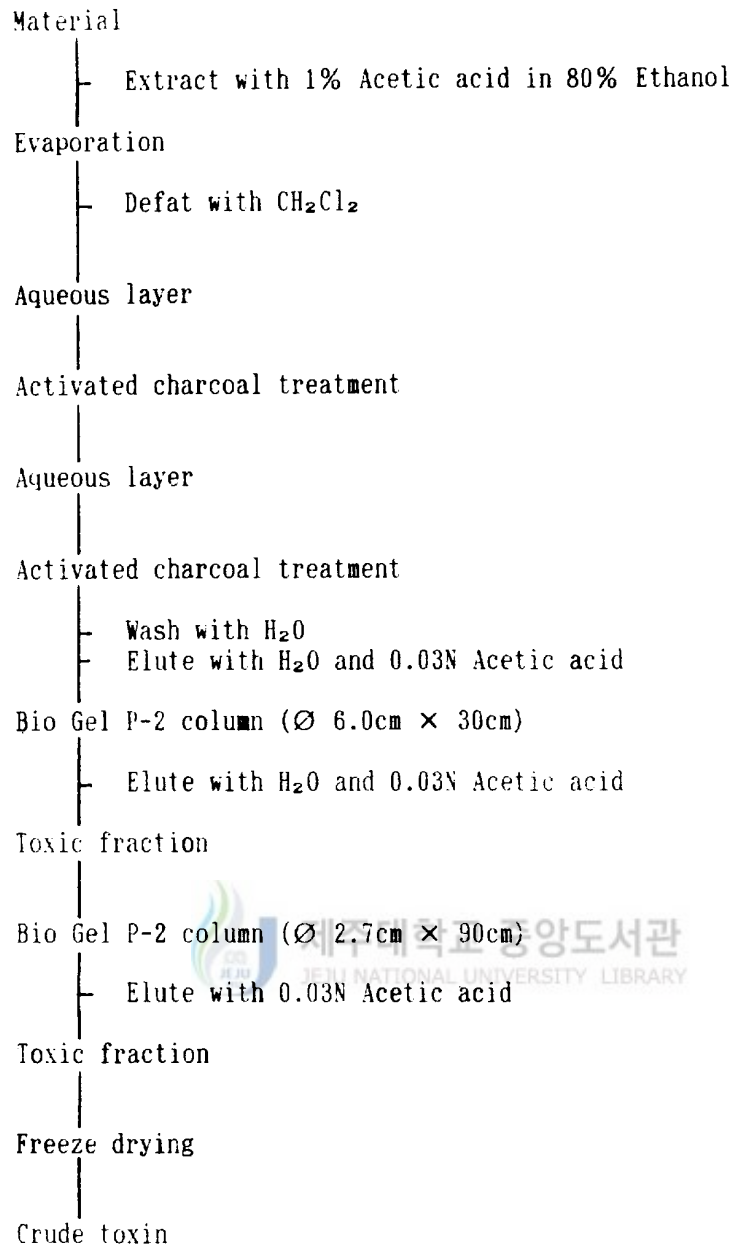 Material
Extract with 1% Acetic acid in 80% Ethanol
Evaporation
Defat with CH₂Cl₂
Aqueous layer
Activated charcoal treatment
Aqueous layer
Activated charcoal treatment
Wash with H₂O
Elute with H₂O and 0.03N Acetic acid
Bio Gel P-2 column (Ø 6.0cm × 30cm)
Elute with H₂O and 0.03N Acetic acid
Toxic fraction
Bio Gel P-2 column (Ø 2.7cm × 90cm)
제주대학교 중앙도서관
JEJU NATIONAL UNIVERSITY LIBRARY
Elute with 0.03N Acetic acid
Toxic fraction
Freeze drying
Crude toxin